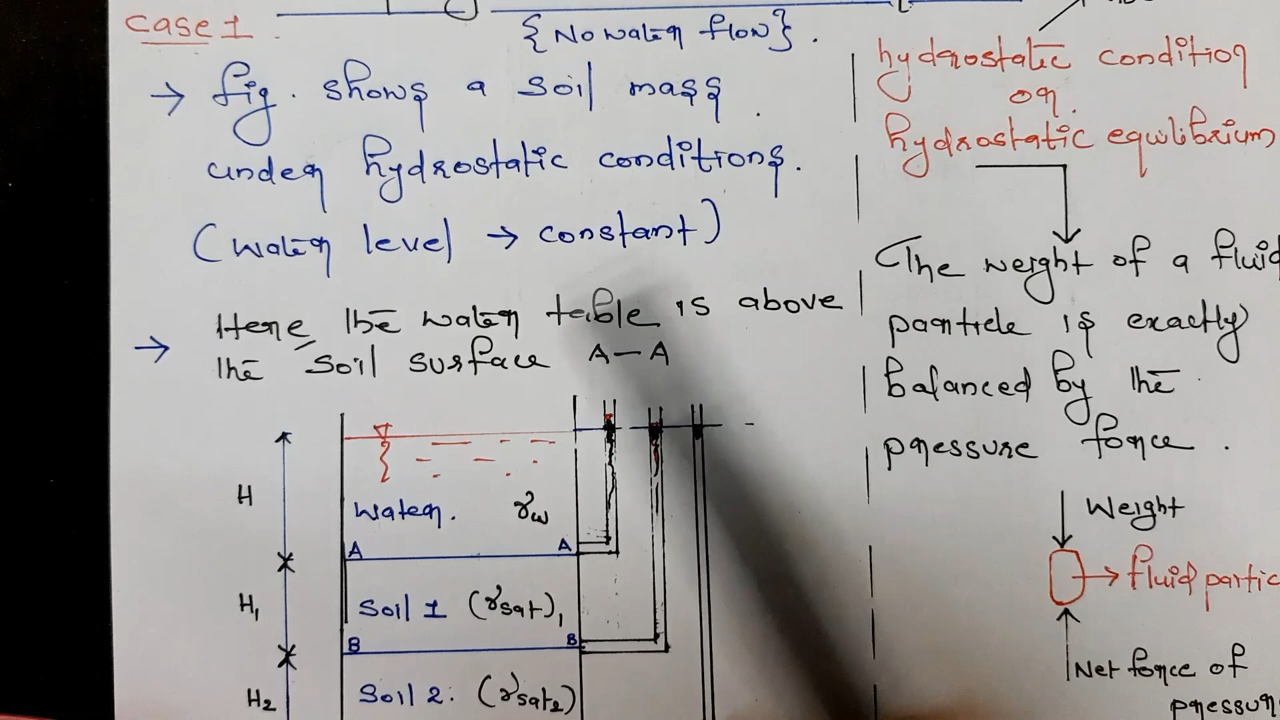 Case 1
{No water flow}.
→ fig. shows a soil mass
under hydrostatic conditions.
(water level → constant)
→ Here, the water table is above
the soil surface A-A
H
water. γw
A A
H1 Soil 1 (γsat)1
B B
H2 Soil 2. (γsat2)
hydrostatic condition
or.
hydrostatic equilibrium
(The weight of a fluid
particle is exactly
balanced by the
pressure force.
Weight
→ fluid partic
Net force of
pressur